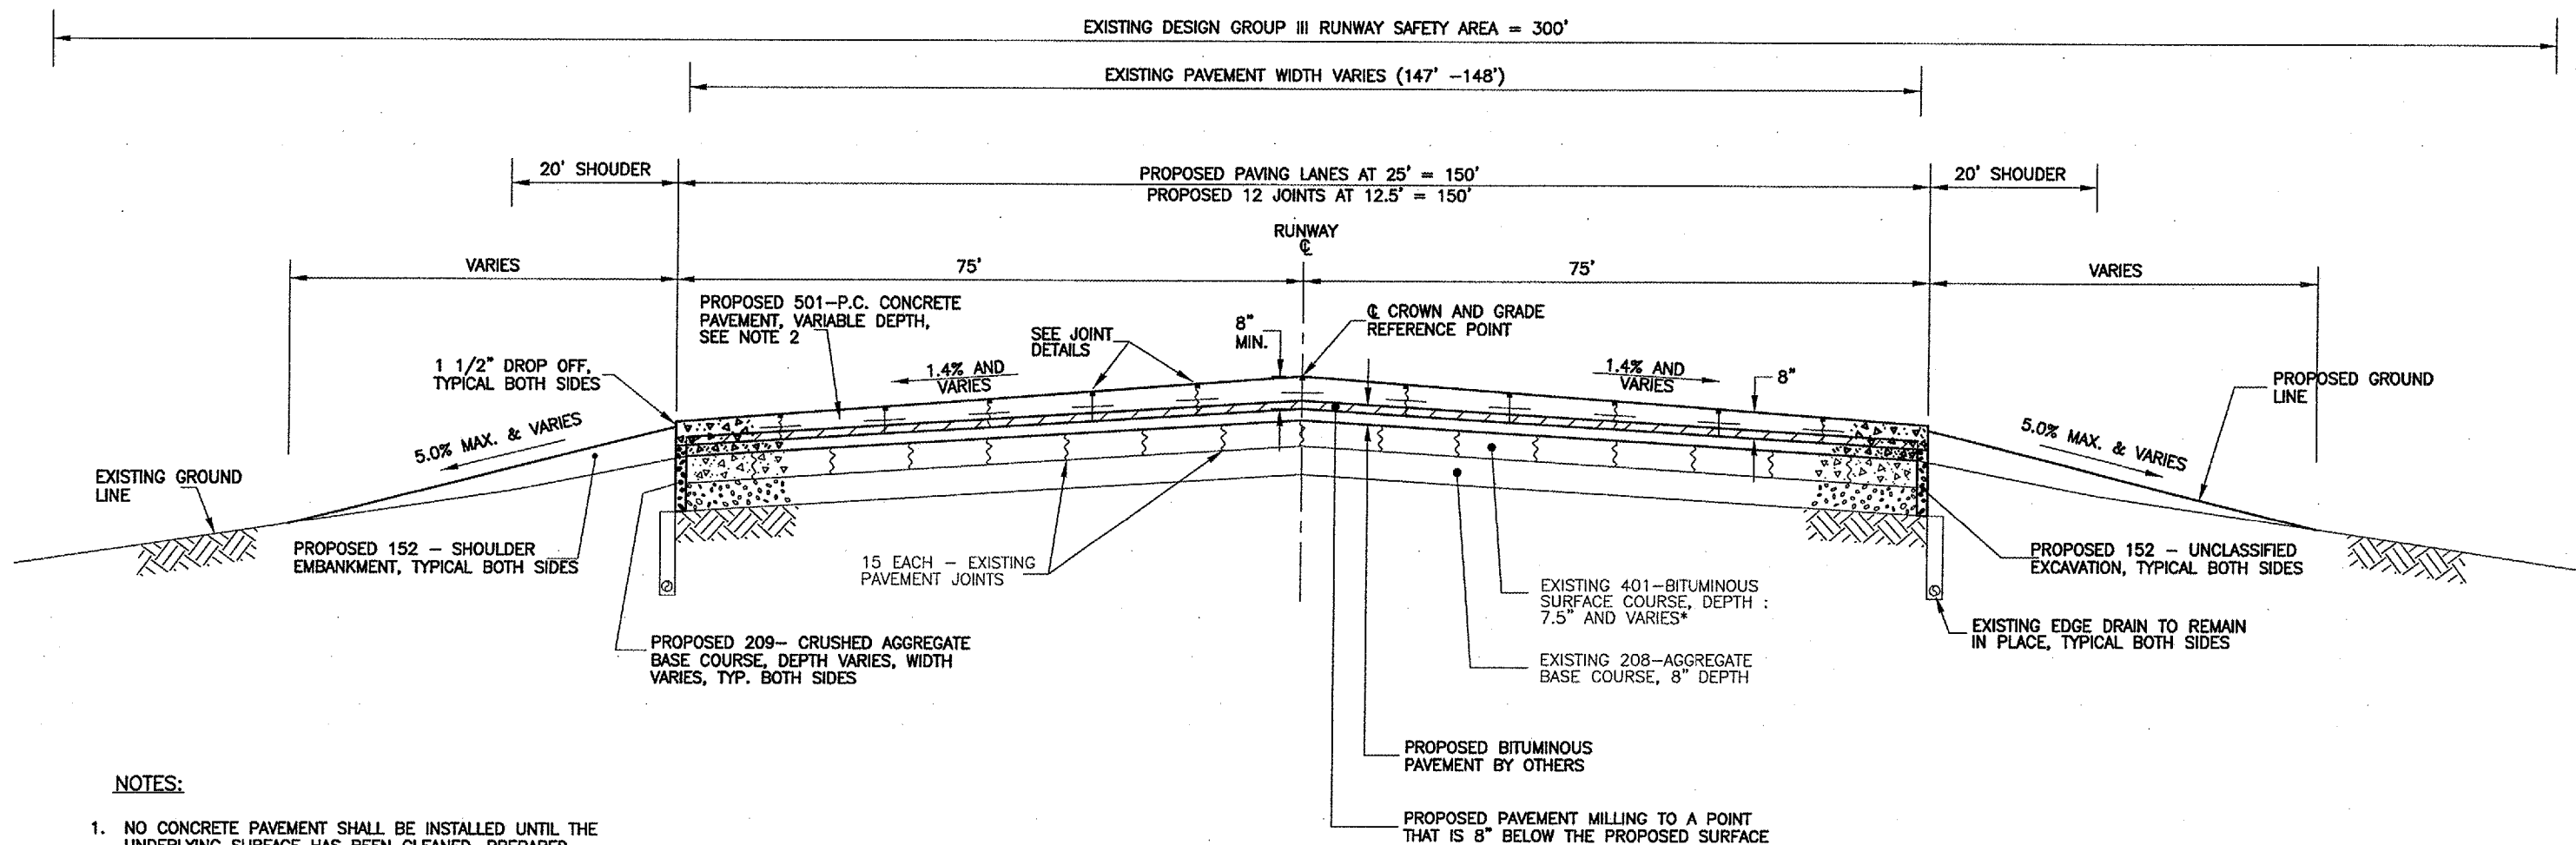 EXISTING DESIGN GROUP III RUNWAY SAFETY AREA = 300'
EXISTING PAVEMENT WIDTH VARIES (147' -148')
20' SHOUDER
PROPOSED PAVING LANES AT 25' = 150'
PROPOSED 12 JOINTS AT 12.5' = 150'
20' SHOUDER
RUNWAY
℄
VARIES
75'
75'
VARIES
PROPOSED 501-P.C. CONCRETE
PAVEMENT, VARIABLE DEPTH,
SEE NOTE 2
SEE JOINT
DETAILS
8"
MIN.
℄ CROWN AND GRADE
REFERENCE POINT
1 1/2" DROP OFF,
TYPICAL BOTH SIDES
1.4% AND
VARIES
1.4% AND
VARIES
8"
PROPOSED GROUND
LINE
5.0% MAX. & VARIES
5.0% MAX. & VARIES
EXISTING GROUND
LINE
PROPOSED 152 - SHOULDER
EMBANKMENT, TYPICAL BOTH SIDES
15 EACH - EXISTING
PAVEMENT JOINTS
EXISTING 401-BITUMINOUS
SURFACE COURSE, DEPTH :
7.5" AND VARIES*
PROPOSED 152 - UNCLASSIFIED
EXCAVATION, TYPICAL BOTH SIDES
PROPOSED 209- CRUSHED AGGREGATE
BASE COURSE, DEPTH VARIES, WIDTH
VARIES, TYP. BOTH SIDES
EXISTING 208-AGGREGATE
BASE COURSE, 8" DEPTH
EXISTING EDGE DRAIN TO REMAIN
IN PLACE, TYPICAL BOTH SIDES
PROPOSED BITUMINOUS
PAVEMENT BY OTHERS
PROPOSED PAVEMENT MILLING TO A POINT
THAT IS 8" BELOW THE PROPOSED SURFACE
NOTES:
1. NO CONCRETE PAVEMENT SHALL BE INSTALLED UNTIL THE
UNDERLYING SURFACE HAS BEEN CLEANED, PREPARED